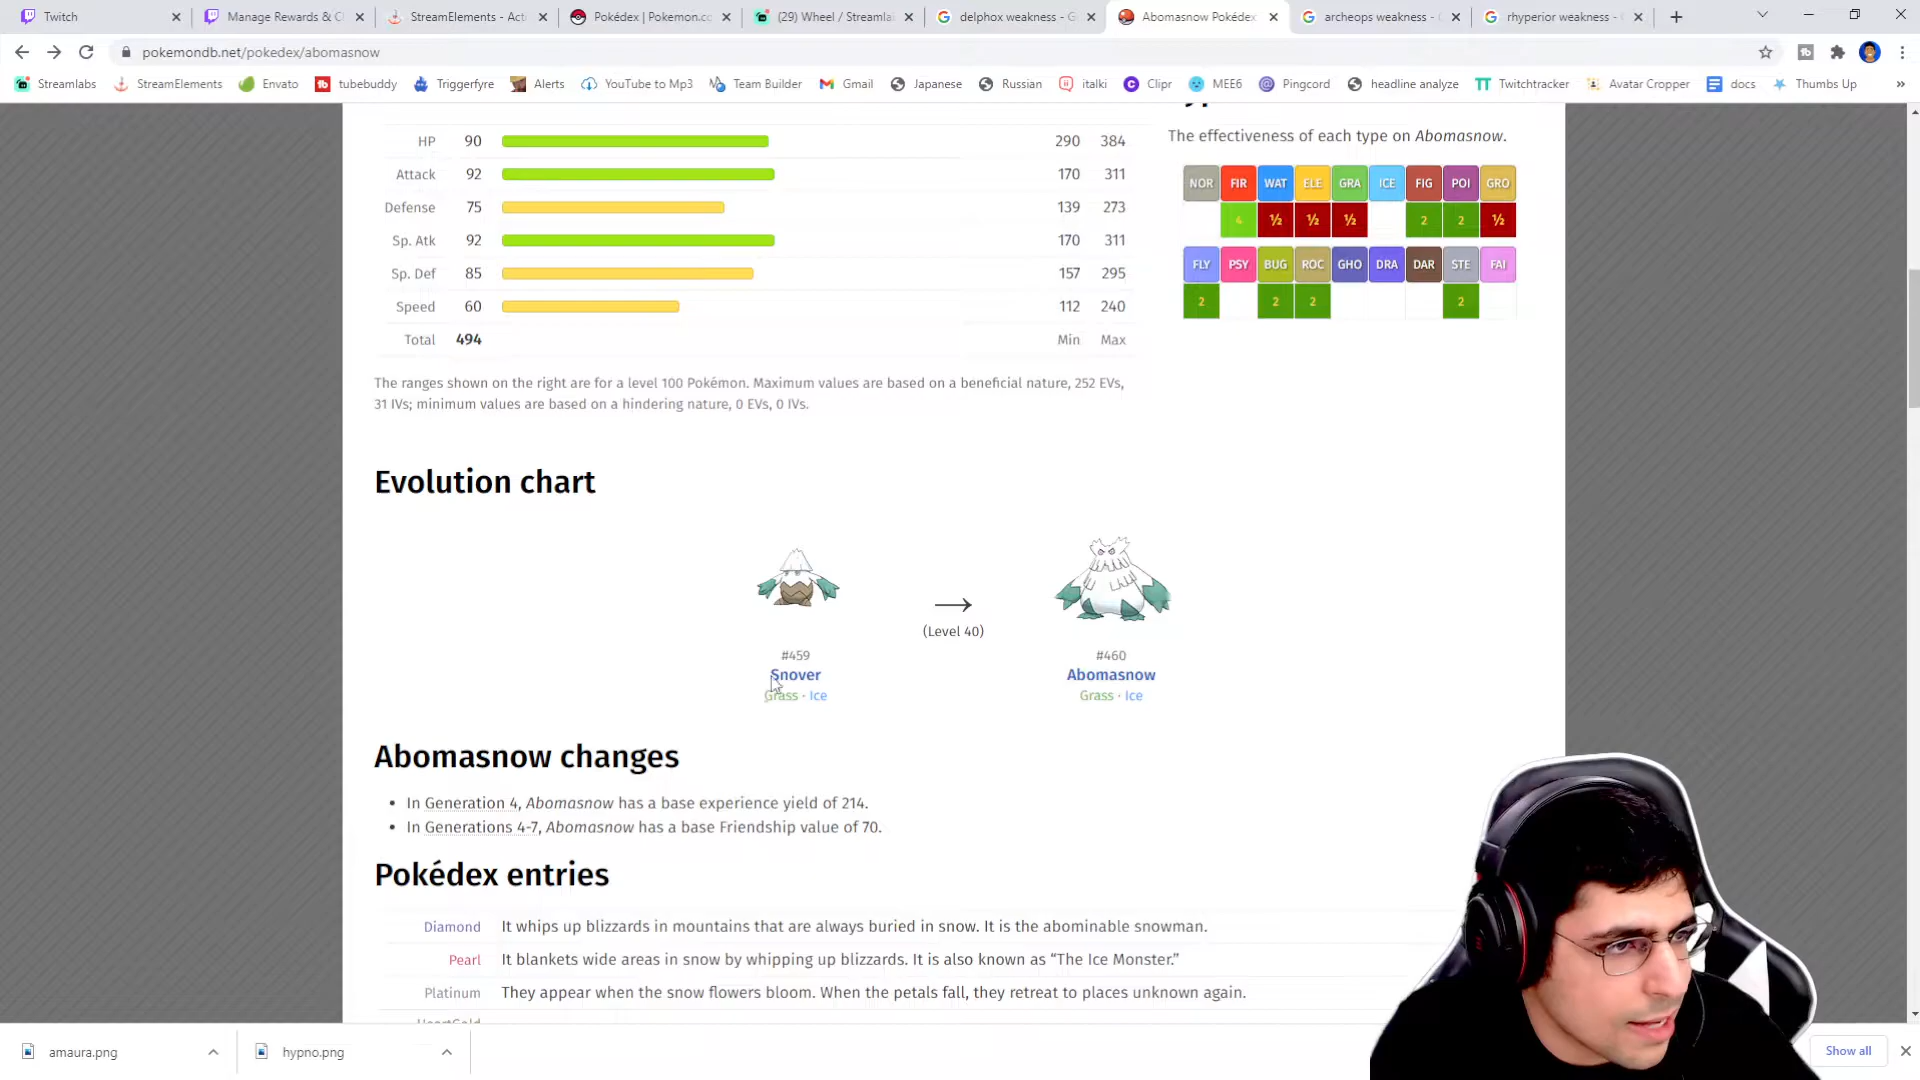 Twitch
Manage Rewards & C
StreamElements - Acti
Pokédex | Pokemon.co
(29) Wheel / Streamla
delphox weakness - G
Abomasnow Pokédex
archeops weakness - G
rhyperior weakness -
pokemondb.net/pokedex/abomasnow
Streamlabs
StreamElements
Envato
tubebuddy
Triggerfyre
Alerts
YouTube to Mp3
Team Builder
Gmail
Japanese
Russian
italki
Clipr
MEE6
Pingcord
headline analyze
Twitchtracker
Avatar Cropper
docs
Thumbs Up
»
HP 90 290 384
Attack 92 170 311
Defense 75 139 273
Sp. Atk 92 170 311
Sp. Def 85 157 295
Speed 60 112 240
Total 494 Min Max
The ranges shown on the right are for a level 100 Pokémon. Maximum values are based on a beneficial nature, 252 EVs,
31 IVs; minimum values are based on a hindering nature, 0 EVs, 0 IVs.
The effectiveness of each type on Abomasnow.
NOR FIR WAT ELE GRA ICE FIG POI GRO
4 ½ ½ ½ 2 2 ½
FLY PSY BUG ROC GHO DRA DAR STE FAI
2 2 2 2
Evolution chart
(Level 40)
#459
Snover
Grass · Ice
#460
Abomasnow
Grass · Ice
Abomasnow changes
• In Generation 4, Abomasnow has a base experience yield of 214.
• In Generations 4-7, Abomasnow has a base Friendship value of 70.
Pokédex entries
Diamond It whips up blizzards in mountains that are always buried in snow. It is the abominable snowman.
Pearl It blankets wide areas in snow by whipping up blizzards. It is also known as “The Ice Monster.”
Platinum They appear when the snow flowers bloom. When the petals fall, they retreat to places unknown again.
HeartGold
amaura.png
hypno.png
Show all